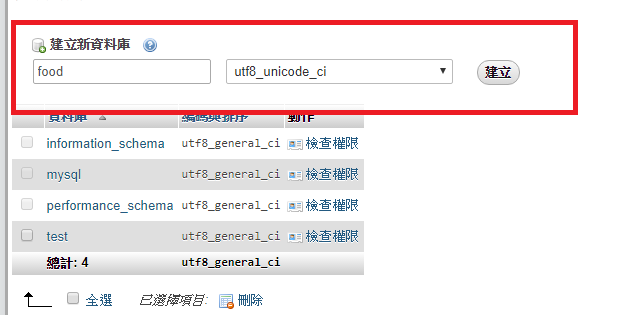 建立新資料庫
food utf8_unicode_ci 建立
資料庫 編碼與排序 動作
information_schema utf8_general_ci 檢查權限
mysql utf8_general_ci 檢查權限
performance_schema utf8_general_ci 檢查權限
test utf8_general_ci 檢查權限
總計: 4 utf8_general_ci
全選 已選擇項目: 刪除